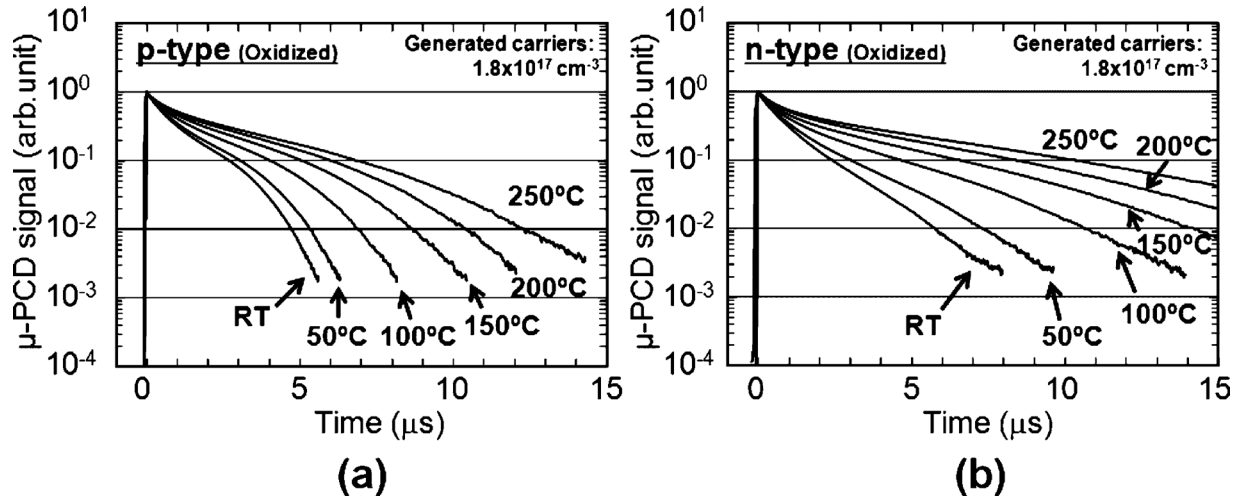 p-type (Oxidized)
Generated carriers:
1.8x10¹⁷ cm⁻³
μ-PCD signal (arb.unit)
10¹
10⁰
10⁻¹
10⁻²
10⁻³
10⁻⁴
250ºC
200ºC
150ºC
100ºC
50ºC
RT
0 5 10 15
Time (μs)
(a)
n-type (Oxidized)
Generated carriers:
1.8x10¹⁷ cm⁻³
μ-PCD signal (arb.unit)
10¹
10⁰
10⁻¹
10⁻²
10⁻³
10⁻⁴
250ºC
200ºC
150ºC
100ºC
50ºC
RT
0 5 10 15
Time (μs)
(b)